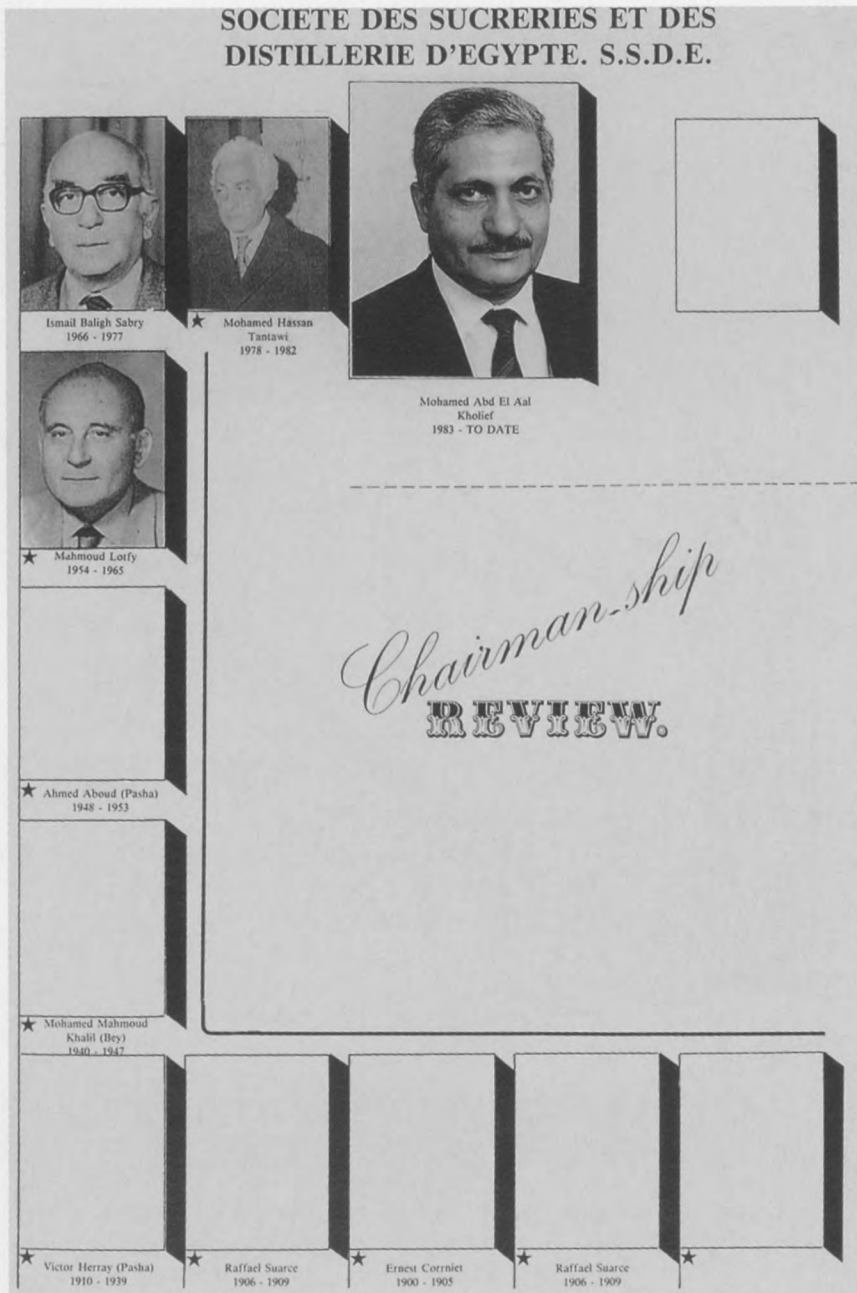 SOCIETE DES SUCRERIES ET DES
DISTILLERIE D'EGYPTE. S.S.D.E.
Ismail Baligh Sabry
1966 - 1977
Mohamed Hassan
Tantawi
1978 - 1982
Mohamed Abd El Aal
Kholief
1983 - TO DATE
Mahmoud Lotfy
1954 - 1965
Chairman-ship
REVIEW.
Ahmed Aboud (Pasha)
1948 - 1953
Mohamed Mahmoud
Khalil (Bey)
1940 - 1947
Victor Herray (Pasha)
1910 - 1939
Raffael Suarce
1906 - 1909
Ernest Corrniet
1900 - 1905
Raffael Suarce
1906 - 1909